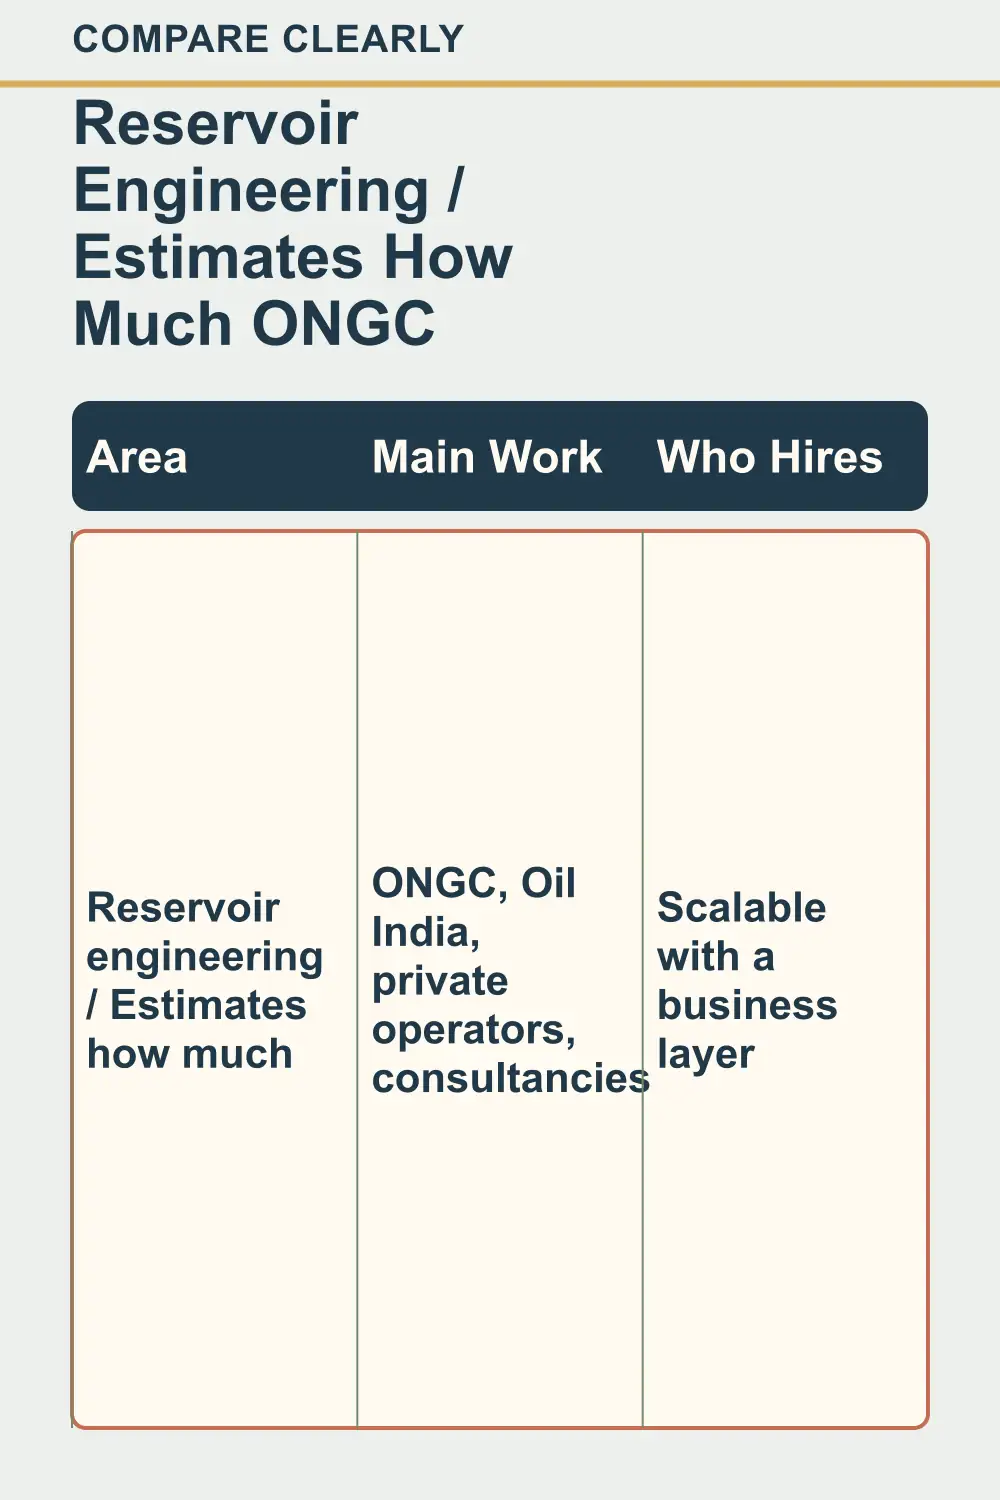 COMPARE CLEARLY
Reservoir
Engineering /
Estimates How
Much ONGC
Area
Main Work
Who Hires
Reservoir
engineering
/ Estimates
how much
ONGC, Oil
India,
private
operators,
consultancies
Scalable
with a
business
layer